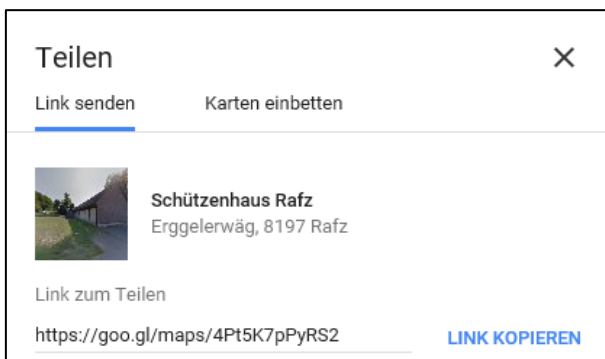 Teilen
Link senden Karten einbetten
Schützenhaus Rafz
Erggelerwäg, 8197 Rafz
Link zum Teilen
https://goo.gl/maps/4Pt5K7pPyRS2 LINK KOPIEREN